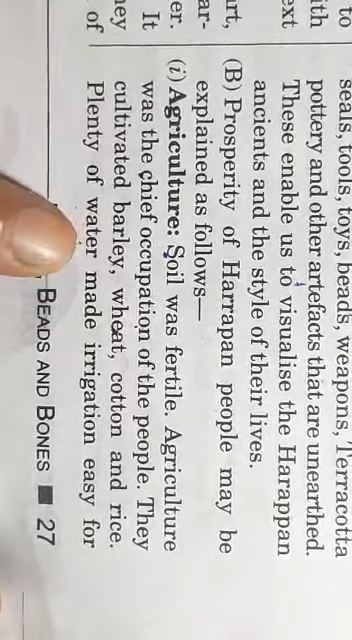 to
ith
ext
urt,
ar-
er.
It
hey
of
seals, tools, toys, beads, weapons, Terracotta
pottery and other artefacts that are unearthed.
These enable us to visualise the Harappan
ancients and the style of their lives.
(B) Prosperity of Harrapan people may be
explained as follows—
(i) Agriculture: Soil was fertile. Agriculture
was the chief occupation of the people. They
cultivated barley, wheat, cotton and rice.
Plenty of water made irrigation easy for
BEADS AND BONES ■ 27